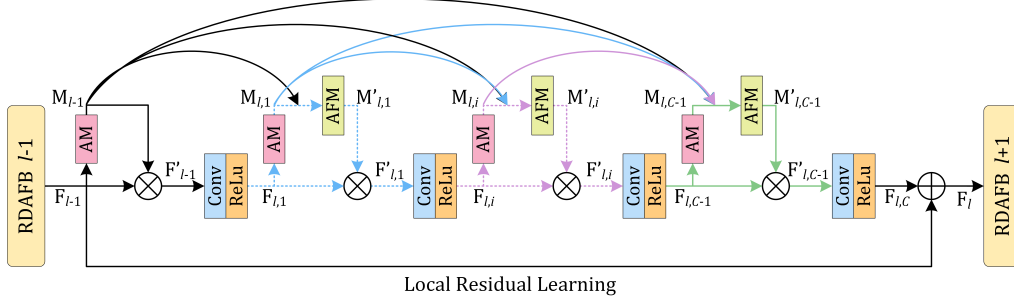 RDAFB l-1
M_{l-1}
AM
F_{l-1}
F'_{l-1}
Conv
ReLu
M_{l,1}
AM
F_{l,1}
AFM
M'_{l,1}
F'_{l,1}
Conv
ReLu
M_{l,i}
AM
F_{l,i}
AFM
M'_{l,i}
F'_{l,i}
Conv
ReLu
M_{l,C-1}
AM
F_{l,C-1}
AFM
M'_{l,C-1}
F'_{l,C-1}
Conv
ReLu
F_{l,C}
F_l
RDAFB l+1
Local Residual Learning